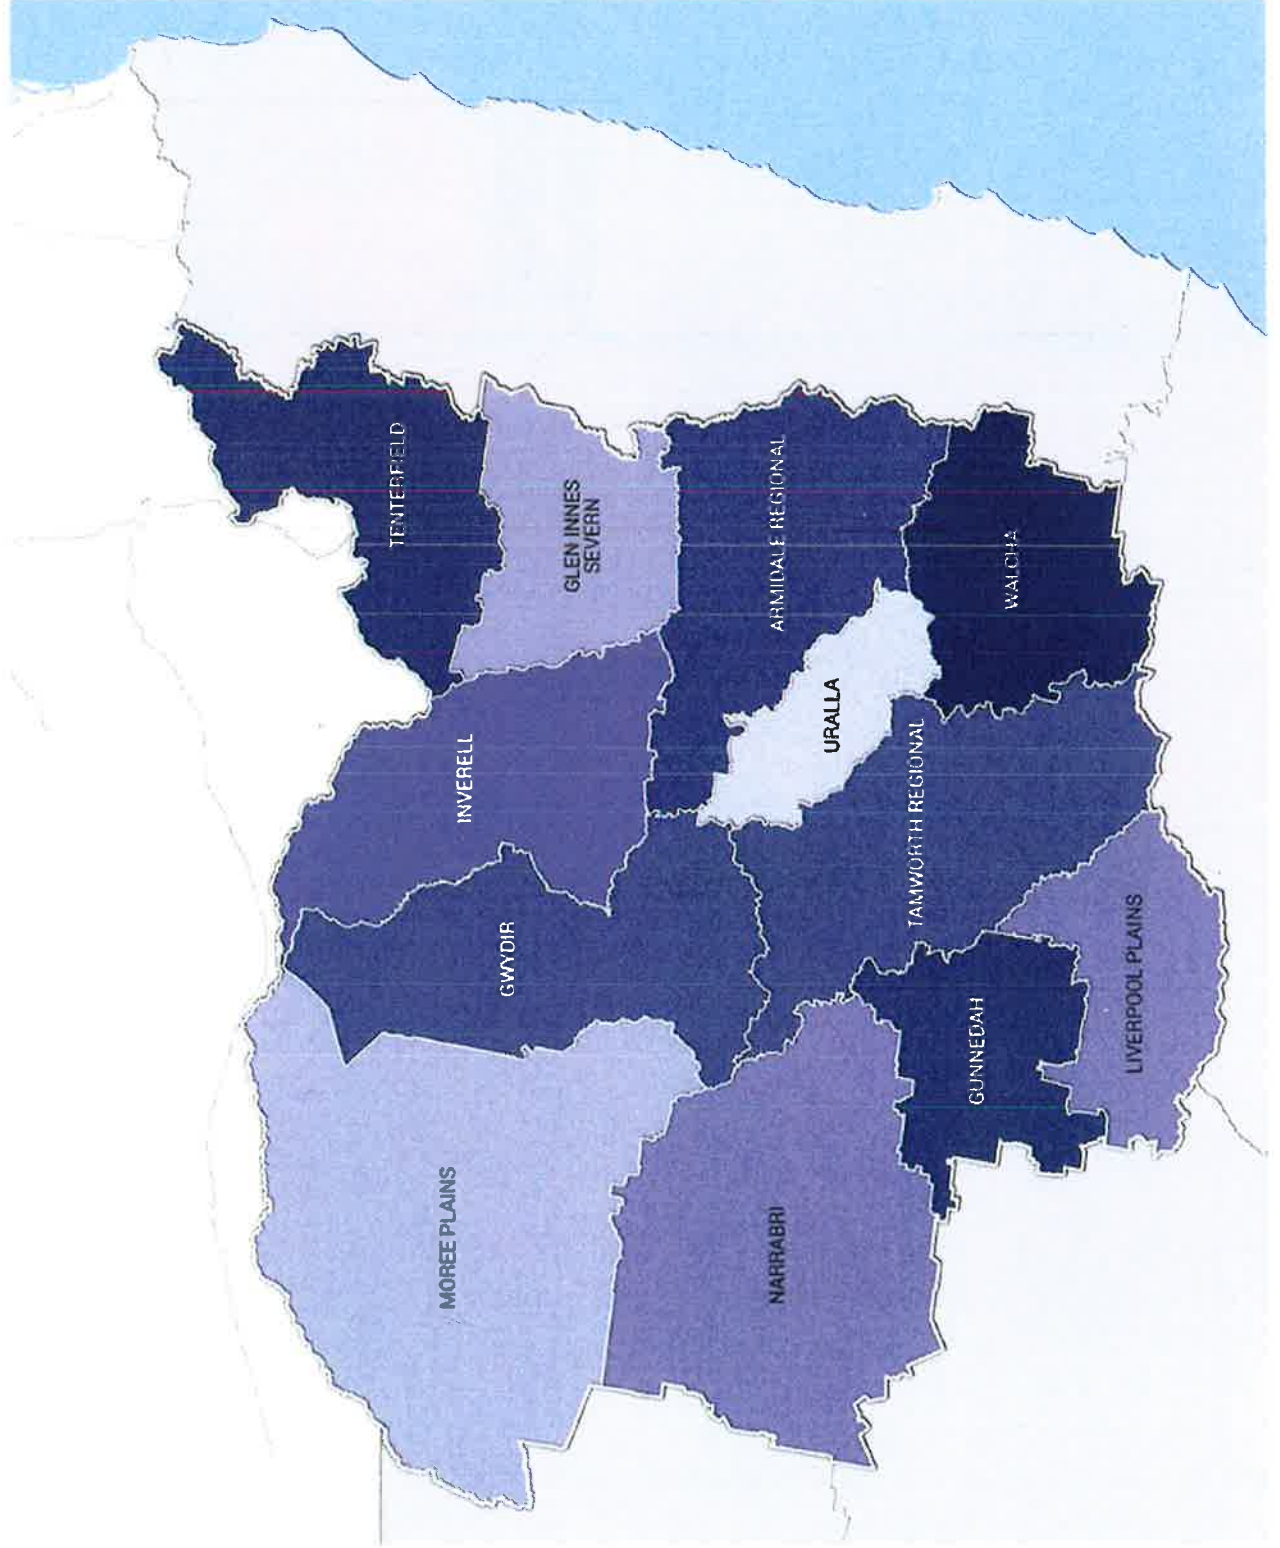 TENTERFIELD
GLEN INNES
SEVERN
ARMIDALE REGIONAL
WALCHA
INVERELL
URALLA
TAMWORTH REGIONAL
GWYDIR
GUNNEDAH
LIVERPOOL PLAINS
MOREE PLAINS
NARRABRI